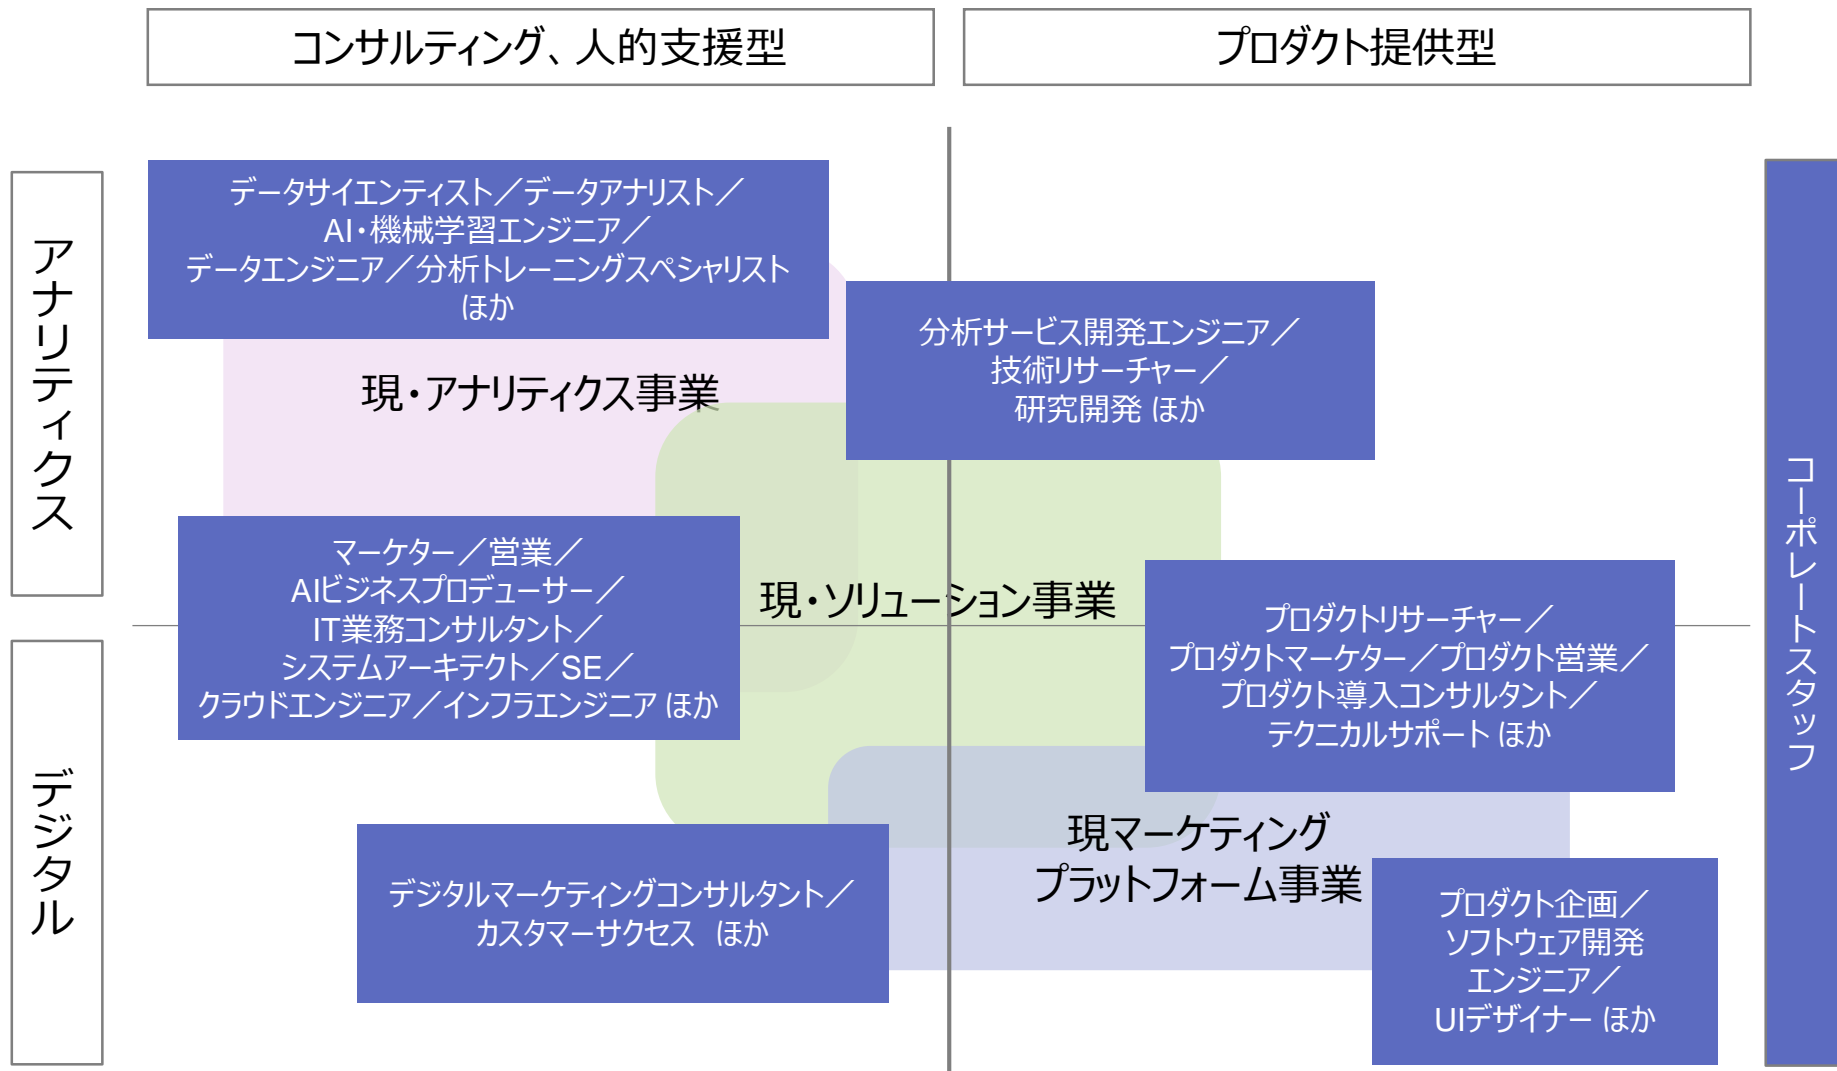 コンサルティング、人的支援型
プロダクト提供型
アナリティクス
データサイエンティスト／データアナリスト／
AI・機械学習エンジニア／
データエンジニア／分析トレーニングスペシャリスト
ほか
現・アナリティクス事業
分析サービス開発エンジニア／
技術リサーチャー／
研究開発 ほか
マーケター／営業／
AIビジネスプロデューサー／
IT業務コンサルタント／
システムアーキテクト／SE／
クラウドエンジニア／インフラエンジニア ほか
現・ソリューション事業
プロダクトリサーチャー／
プロダクトマーケター／プロダクト営業／
プロダクト導入コンサルタント／
テクニカルサポート ほか
デジタル
デジタルマーケティングコンサルタント／
カスタマーサクセス　ほか
現マーケティング
プラットフォーム事業
プロダクト企画／
ソフトウェア開発
エンジニア／
UIデザイナー ほか
コーポレートスタッフ